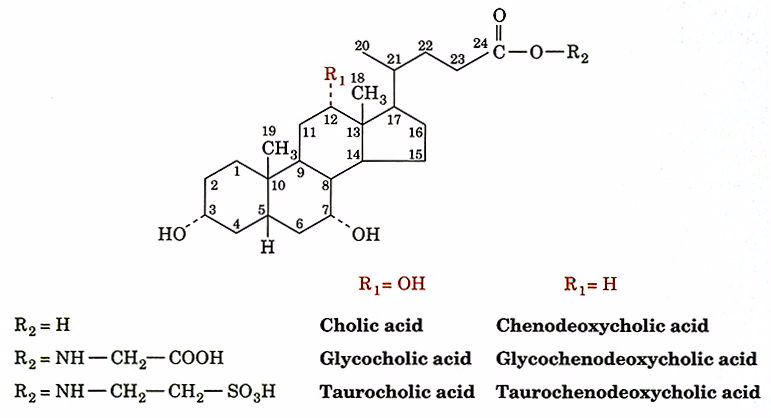 O
20 21 22 23 24 C — O — R₂
R₁ 18 CH₃
12 17
11 13 16
19 CH₃ 14 15
1 9
2 10 8
HO 3 4 5 6 7 OH
H
R₁ = OH R₁ = H
R₂ = H Cholic acid Chenodeoxycholic acid
R₂ = NH — CH₂ — COOH Glycocholic acid Glycochenodeoxycholic acid
R₂ = NH — CH₂ — CH₂ — SO₃H Taurocholic acid Taurochenodeoxycholic acid